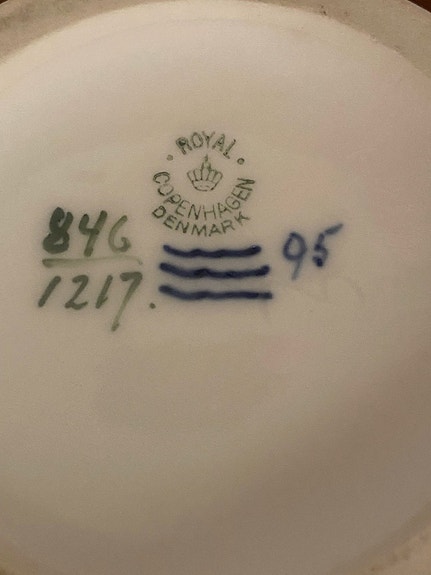 ROYAL
COPENHAGEN
DENMARK
846
1217.
95